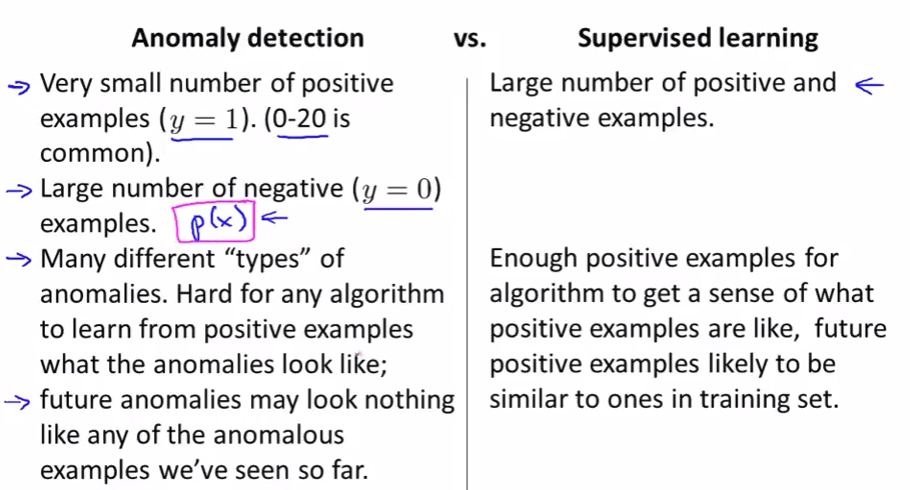 Anomaly detection vs. Supervised learning
→ Very small number of positive
examples (y = 1). (0-20 is
common).
→ Large number of negative (y = 0)
examples. p(x) ←
→ Many different “types” of
anomalies. Hard for any algorithm
to learn from positive examples
what the anomalies look like;
→ future anomalies may look nothing
like any of the anomalous
examples we’ve seen so far.
Large number of positive and ←
negative examples.
Enough positive examples for
algorithm to get a sense of what
positive examples are like, future
positive examples likely to be
similar to ones in training set.